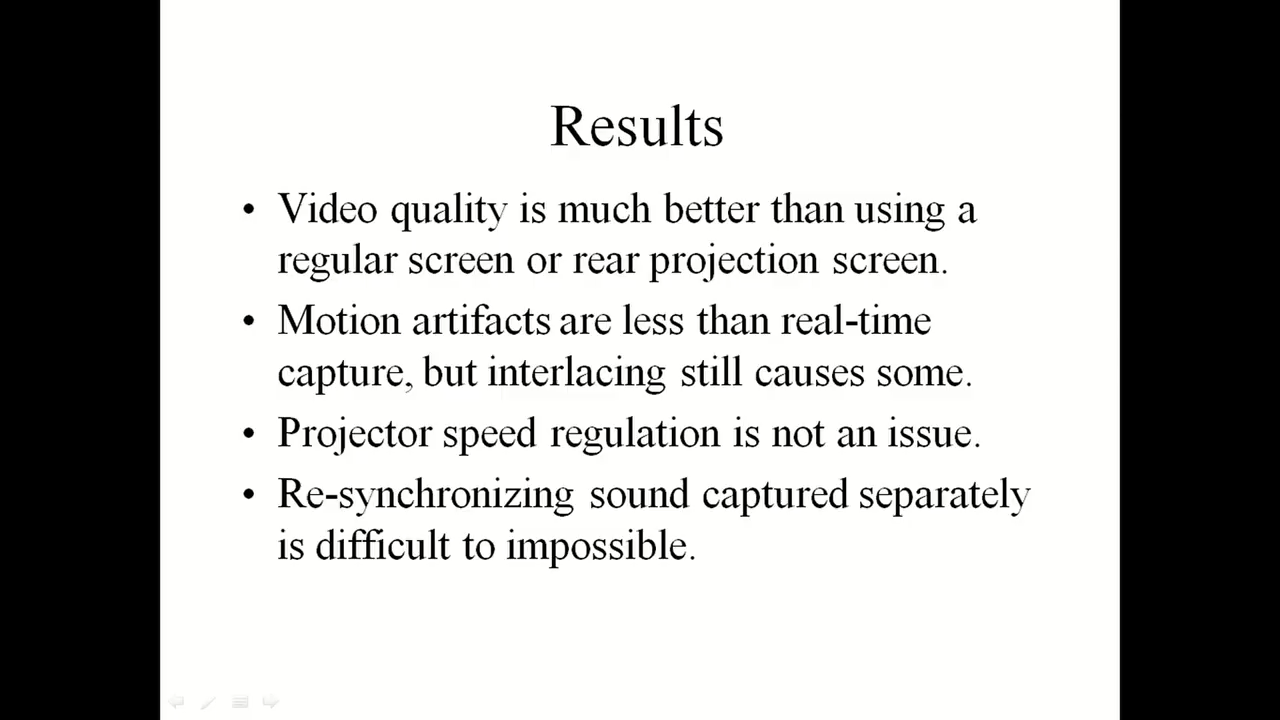 Results
• Video quality is much better than using a
regular screen or rear projection screen.
• Motion artifacts are less than real-time
capture, but interlacing still causes some.
• Projector speed regulation is not an issue.
• Re-synchronizing sound captured separately
is difficult to impossible.